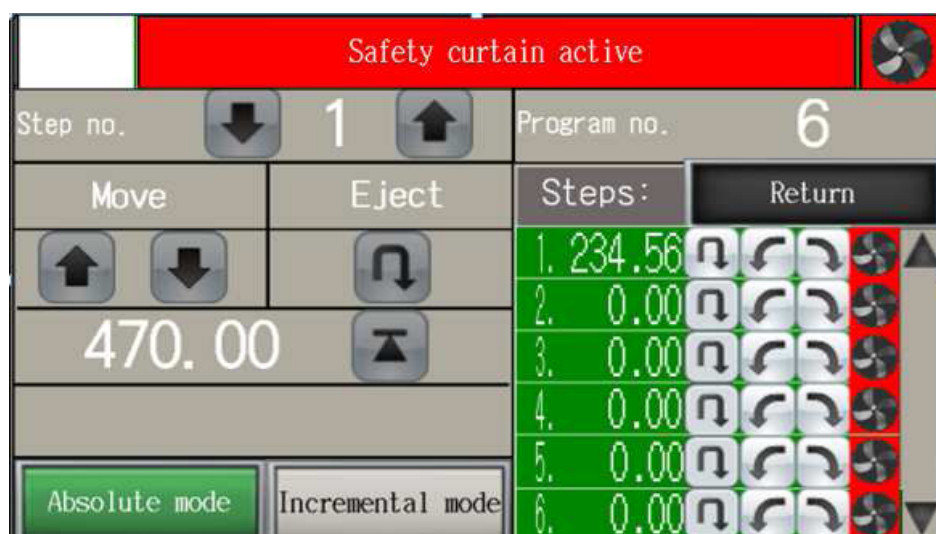 Safety curtain active
Step no. 1
Program no. 6
Move
Eject
Steps:
Return
470.00
1. 234.56
2. 0.00
3. 0.00
4. 0.00
5. 0.00
6. 0.00
Absolute mode
Incremental mode